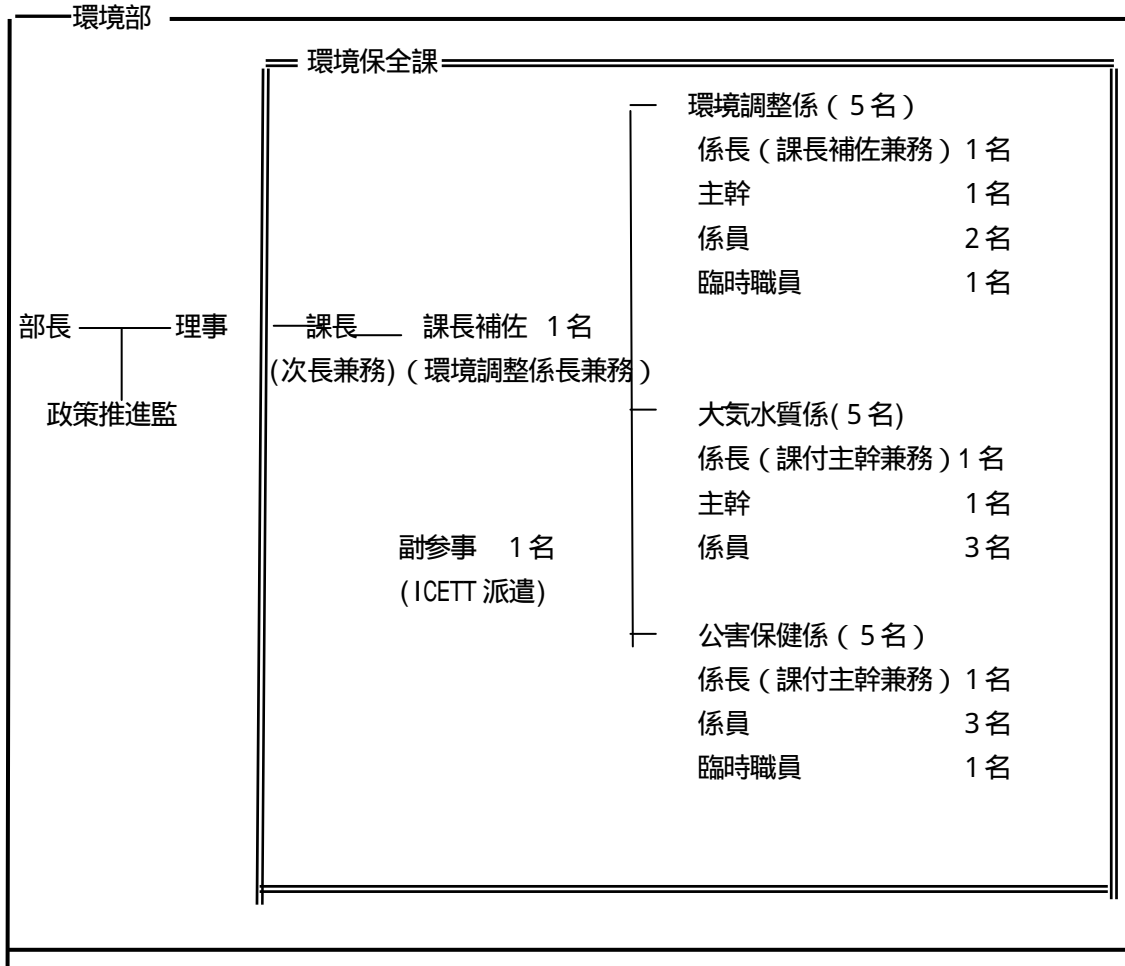 環境部
環境保全課
環境調整係(5名)
係長(課長補佐兼務)1名
主幹 1名
係員 2名
臨時職員 1名
部長 理事 課長 課長補佐 1名
(次長兼務)(環境調整係長兼務)
政策推進監
大気水質係(5名)
係長(課付主幹兼務)1名
主幹 1名
副参事 1名 係員 3名
(ICETT派遣)
公害保健係(5名)
係長(課付主幹兼務)1名
係員 3名
臨時職員 1名